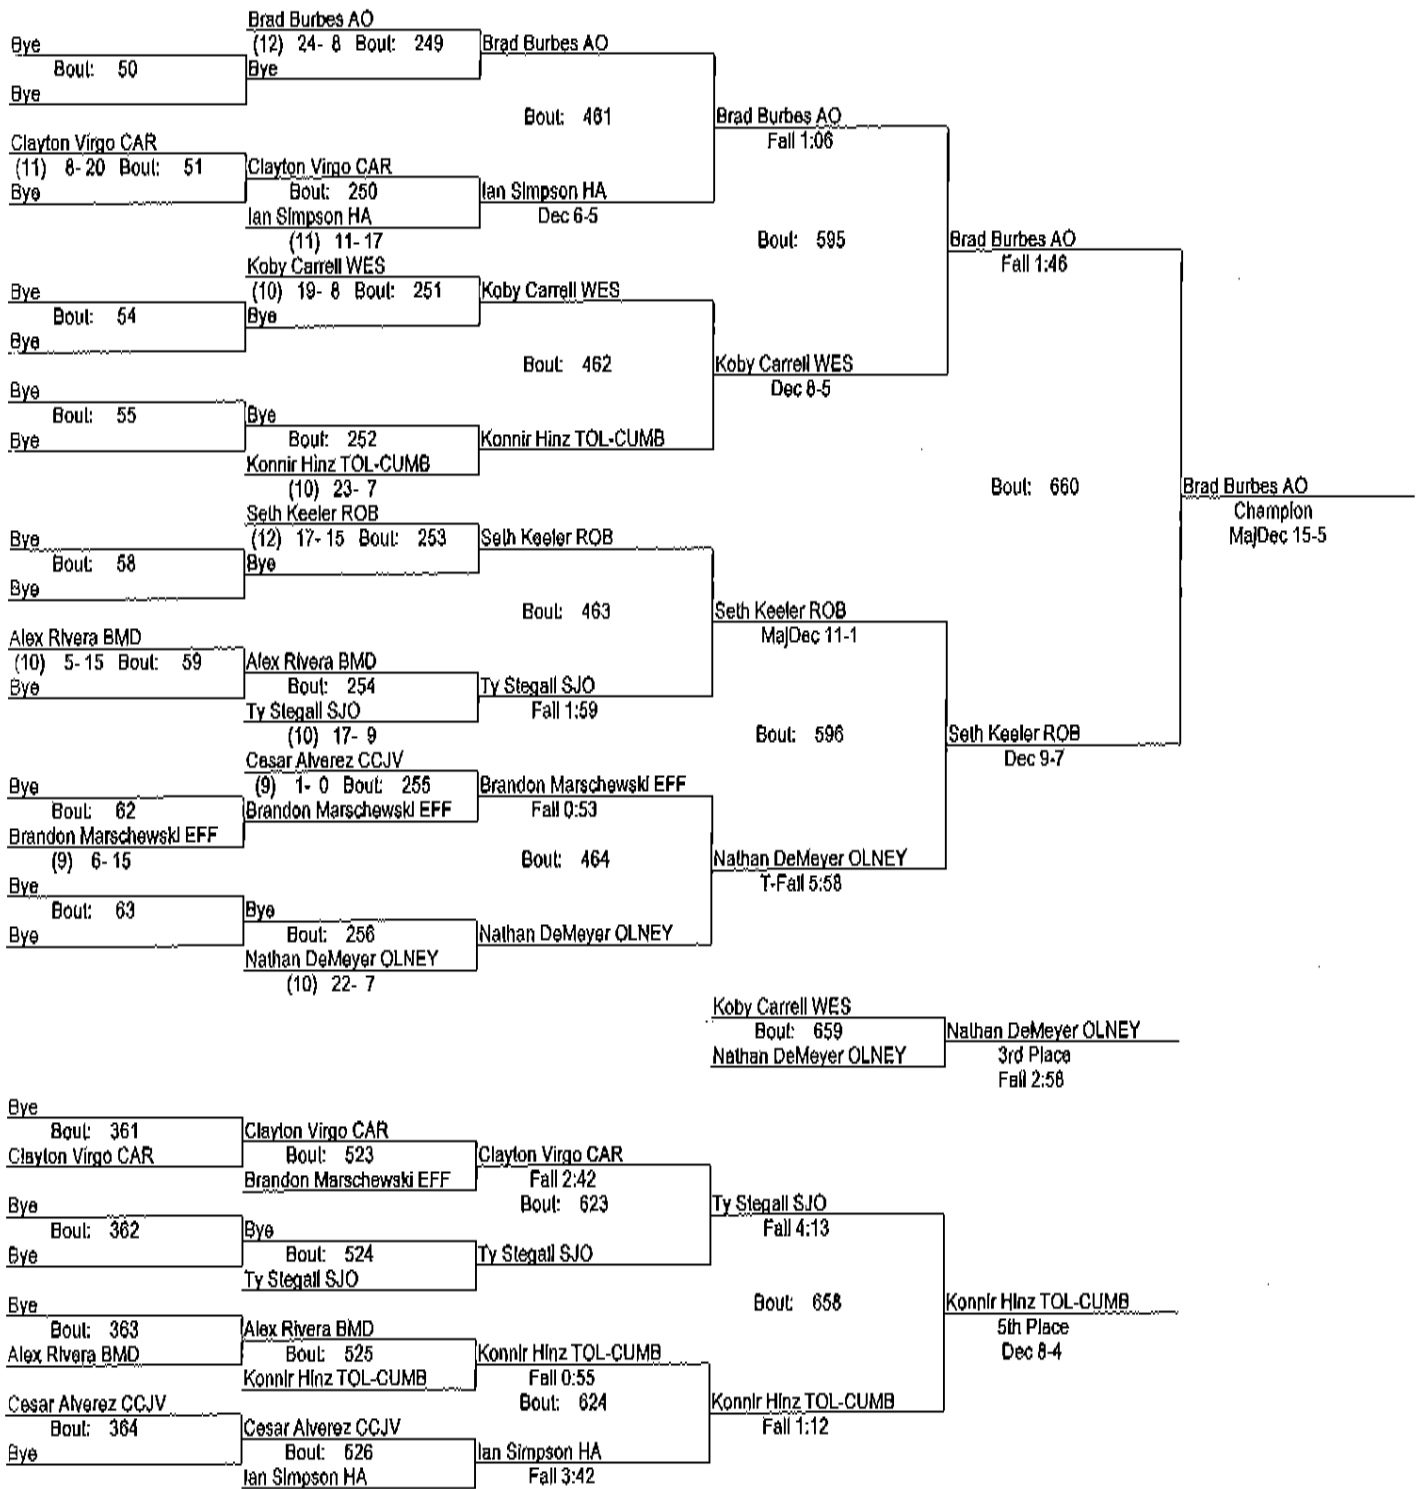 Brad Burbes AO
Bye
(12) 24- 8 Bout: 249
Brad Burbes AO
Bout: 50
Bye
Bye
Bout: 461
Brad Burbes AO
Fall 1:06
Clayton Virgo CAR
(11) 8-20 Bout: 51
Clayton Virgo CAR
Bye
Bout: 250
Ian Simpson HA
Ian Simpson HA
Dec 6-5
(11) 11- 17
Bout: 595
Brad Burbes AO
Fall 1:46
Koby Carrell WES
Bye
(10) 19- 8 Bout: 251
Koby Carrell WES
Bout: 54
Bye
Bye
Bout: 462
Koby Carrell WES
Dec 8-5
Bye
Bout: 55
Bye
Bye
Bout: 252
Konnir Hinz TOL-CUMB
Konnir Hinz TOL-CUMB
(10) 23- 7
Bout: 660
Brad Burbes AO
Champion
MajDec 15-5
Seth Keeler ROB
Bye
(12) 17- 15 Bout: 253
Seth Keeler ROB
Bout: 58
Bye
Bye
Bout: 463
Seth Keeler ROB
MajDec 11-1
Alex Rivera BMD
(10) 5- 15 Bout: 59
Alex Rivera BMD
Bye
Bout: 254
Ty Stegall SJO
Ty Stegall SJO
Fall 1:59
(10) 17- 9
Bout: 596
Seth Keeler ROB
Dec 9-7
Cesar Alverez CCJV
Bye
(9) 1- 0 Bout: 255
Brandon Marschewski EFF
Bout: 62
Brandon Marschewski EFF
Fall 0:53
Brandon Marschewski EFF
(9) 6- 15
Bout: 464
Nathan DeMeyer OLNEY
T-Fall 5:58
Bye
Bout: 63
Bye
Bye
Bout: 256
Nathan DeMeyer OLNEY
Nathan DeMeyer OLNEY
(10) 22- 7
Koby Carrell WES
Bout: 659
Nathan DeMeyer OLNEY
Nathan DeMeyer OLNEY
3rd Place
Fall 2:58
Bye
Bout: 361
Clayton Virgo CAR
Clayton Virgo CAR
Bout: 523
Clayton Virgo CAR
Brandon Marschewski EFF
Fall 2:42
Bout: 623
Ty Stegall SJO
Fall 4:13
Bye
Bout: 362
Bye
Bye
Bout: 524
Ty Stegall SJO
Ty Stegall SJO
Bout: 658
Konnir Hinz TOL-CUMB
5th Place
Dec 8-4
Bye
Bout: 363
Alex Rivera BMD
Alex Rivera BMD
Bout: 525
Konnir Hinz TOL-CUMB
Konnir Hinz TOL-CUMB
Fall 0:55
Bout: 624
Konnir Hinz TOL-CUMB
Fall 1:12
Cesar Alverez CCJV
Bout: 364
Cesar Alverez CCJV
Bye
Bout: 526
Ian Simpson HA
Ian Simpson HA
Fall 3:42